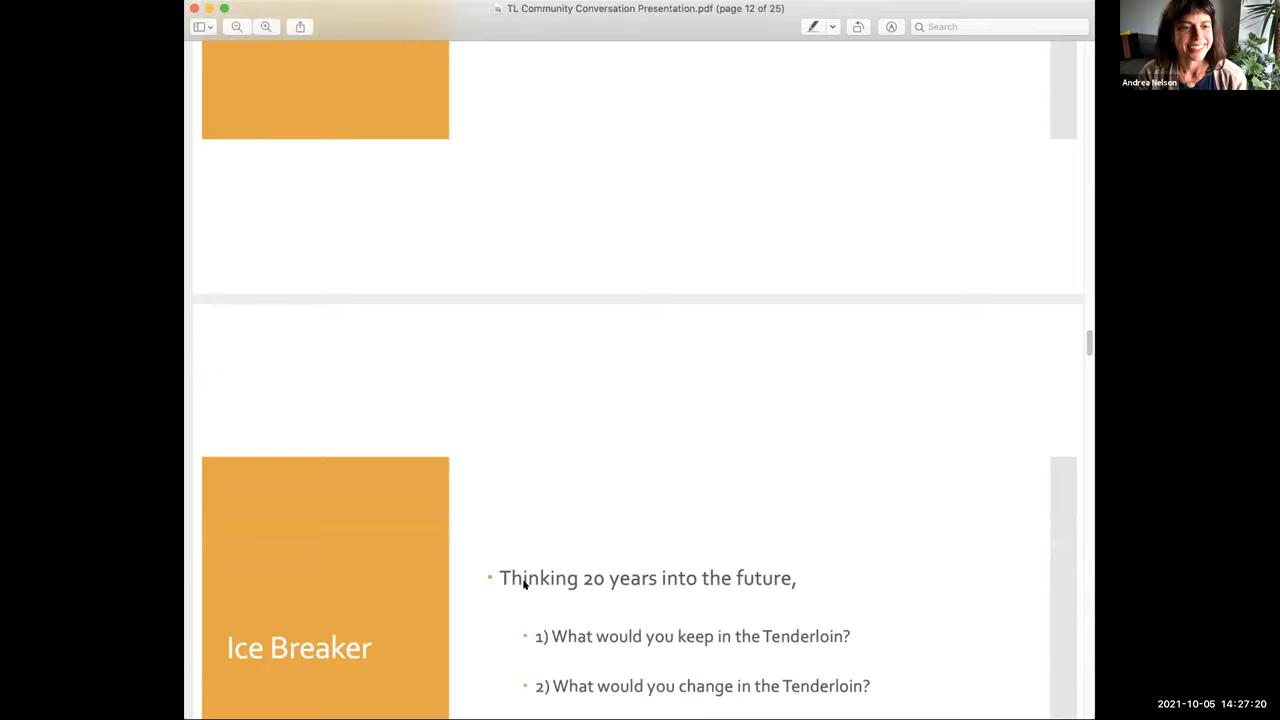 TL Community Conversation Presentation.pdf (page 12 of 25)
Search
Andrea Nelson
Thinking 20 years into the future,
Ice Breaker
1) What would you keep in the Tenderloin?
2) What would you change in the Tenderloin?
2021-10-05 14:27:20